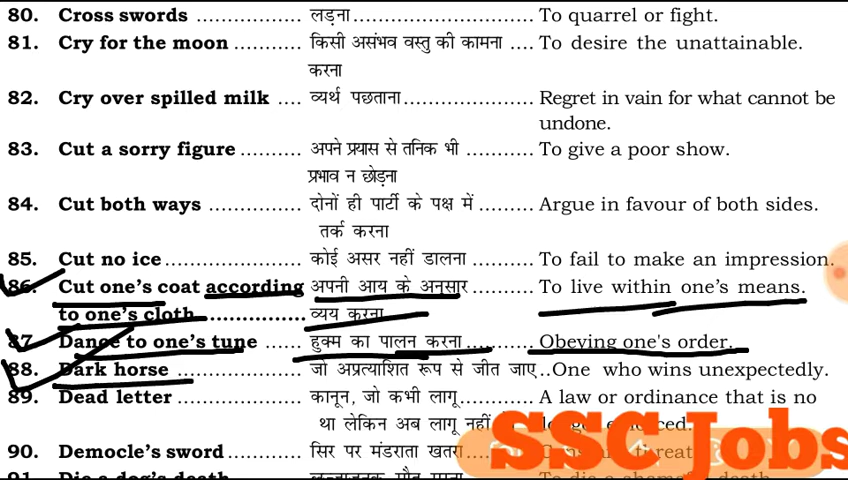 80. Cross swords ................. लड़ना............................. To quarrel or fight.
81. Cry for the moon ........... किसी असंभव वस्तु की कामना .... To desire the unattainable.
करना
82. Cry over spilled milk .... व्यर्थ पछताना...................... Regret in vain for what cannot be
undone.
83. Cut a sorry figure .......... अपने प्रयास से तनिक भी ........... To give a poor show.
प्रभाव न छोड़ना
84. Cut both ways ............... दोनों ही पार्टी के पक्ष में ......... Argue in favour of both sides.
तर्क करना
85. Cut no ice...................... कोई असर नहीं डालना .......... To fail to make an impression.
86. Cut one's coat according अपनी आय के अनुसार .......... To live within one's means.
to one's cloth................... व्यय करना
87. Dance to one's tune ...... हुक्म का पालन करना........... Obeying one's order.
88. Dark horse .................... जो अप्रत्याशित रूप से जीत जाए..One who wins unexpectedly.
89. Dead letter .................... कानून, जो कभी लागू............ A law or ordinance that is no
था लेकिन अब लागू नहीं
90. Democle's sword............ सिर पर मंडराता खतरा....
91. Die a dog's death
SSC Jobs